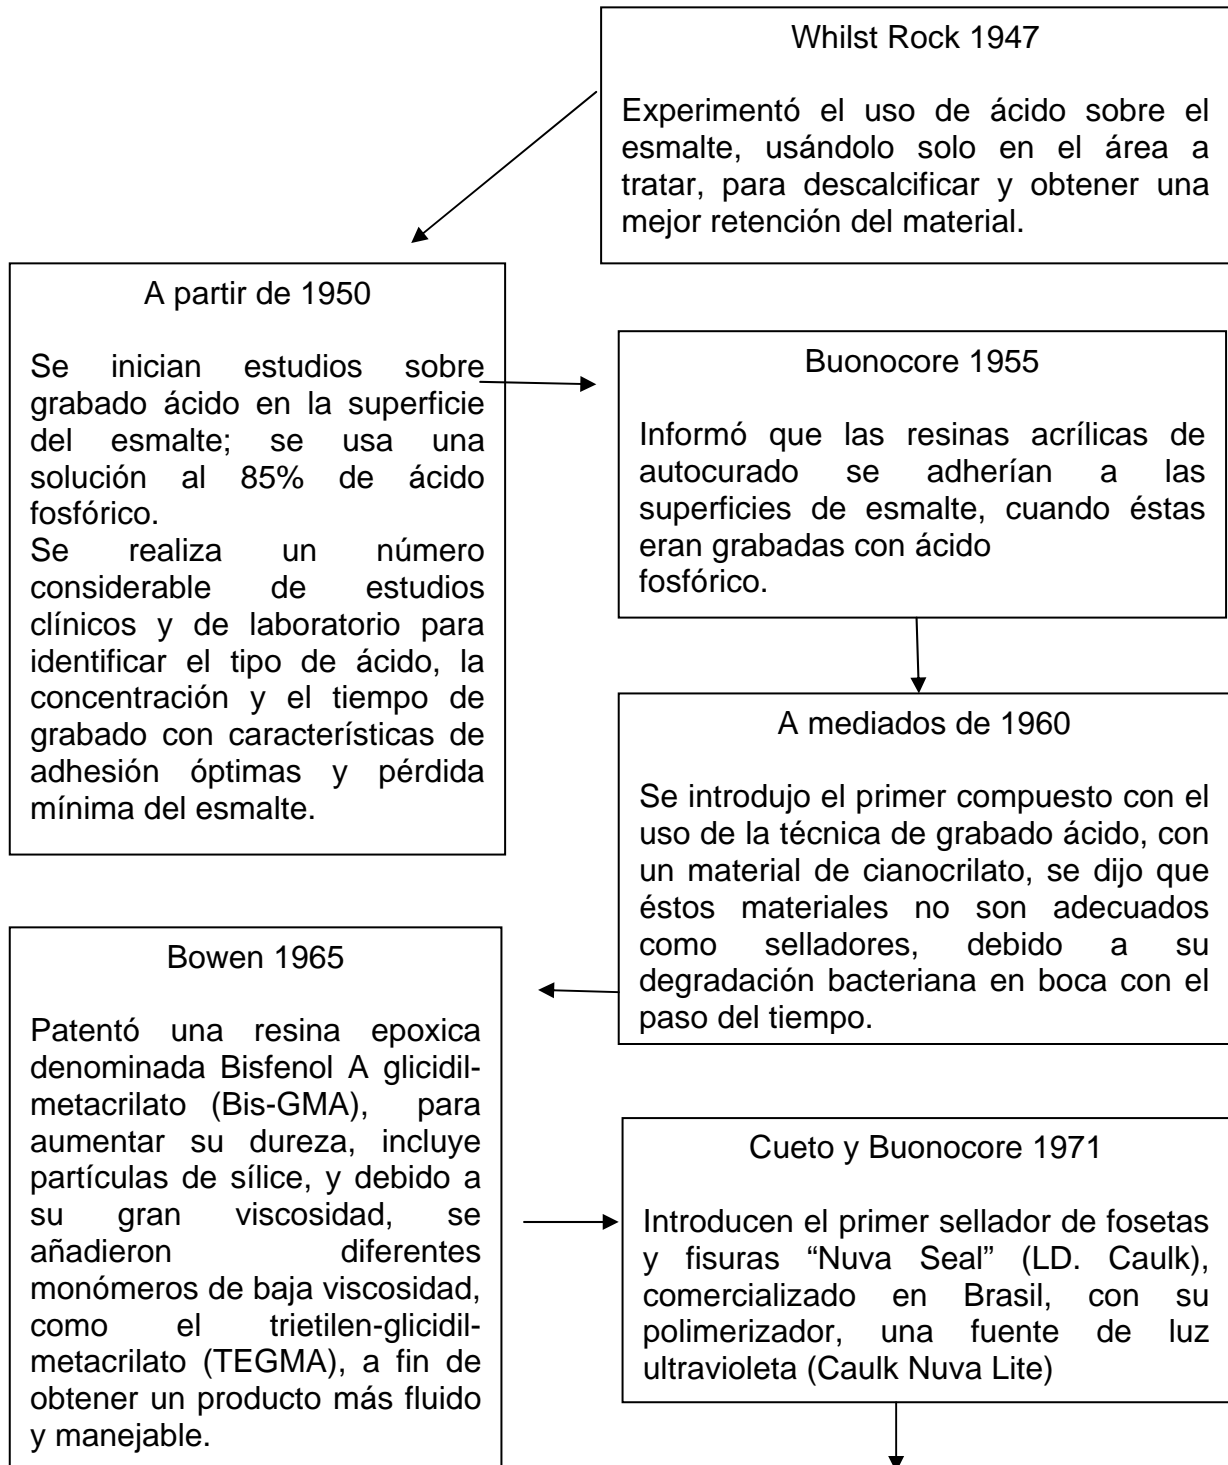 Whilst Rock 1947
Experimentó el uso de ácido sobre el
esmalte, usándolo solo en el área a
tratar, para descalcificar y obtener una
mejor retención del material.
A partir de 1950
Se inician estudios sobre
grabado ácido en la superficie
del esmalte; se usa una
solución al 85% de ácido
fosfórico.
Se realiza un número
considerable de estudios
clínicos y de laboratorio para
identificar el tipo de ácido, la
concentración y el tiempo de
grabado con características de
adhesión óptimas y pérdida
mínima del esmalte.
Buonocore 1955
Informó que las resinas acrílicas de
autocurado se adherían a las
superficies de esmalte, cuando éstas
eran grabadas con ácido
fosfórico.
A mediados de 1960
Se introdujo el primer compuesto con el
uso de la técnica de grabado ácido, con
un material de cianocrilato, se dijo que
éstos materiales no son adecuados
como selladores, debido a su
degradación bacteriana en boca con el
paso del tiempo.
Bowen 1965
Patentó una resina epoxica
denominada Bisfenol A glicidil-
metacrilato (Bis-GMA), para
aumentar su dureza, incluye
partículas de sílice, y debido a
su gran viscosidad, se
añadieron diferentes
monómeros de baja viscosidad,
como el trietilen-glicidil-
metacrilato (TEGMA), a fin de
obtener un producto más fluido
y manejable.
Cueto y Buonocore 1971
Introducen el primer sellador de fosetas
y fisuras “Nuva Seal” (LD. Caulk),
comercializado en Brasil, con su
polimerizador, una fuente de luz
ultravioleta (Caulk Nuva Lite)